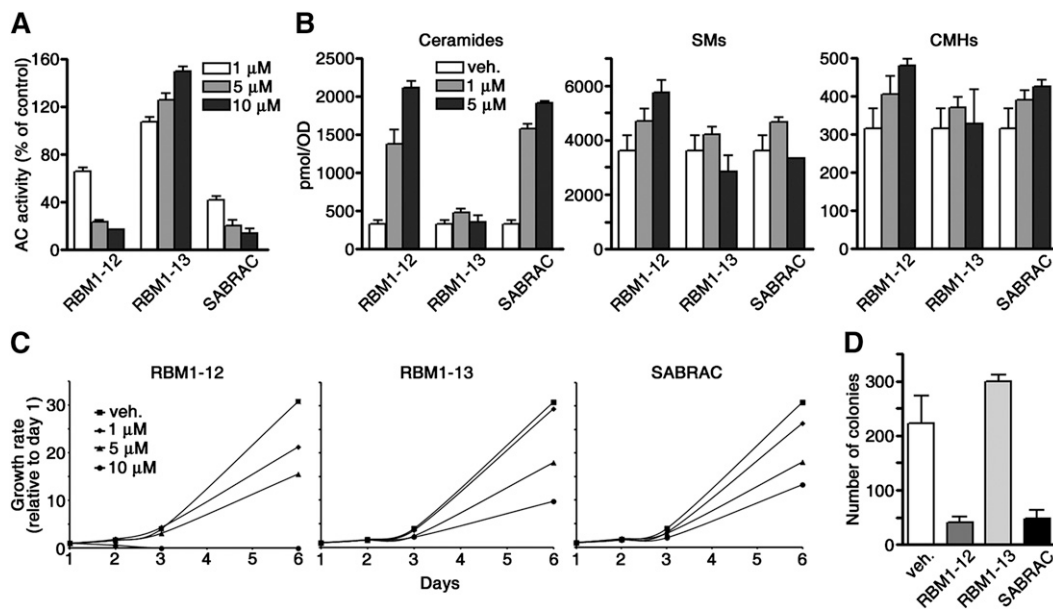 A
AC activity (% of control)
160
120
80
40
0
1 μM
5 μM
10 μM
RBM1-12
RBM1-13
SABRAC
B
Ceramides
pmol/OD
2500
2000
1500
1000
500
0
veh.
1 μM
5 μM
RBM1-12
RBM1-13
SABRAC
SMs
6000
4000
2000
0
RBM1-12
RBM1-13
SABRAC
CMHs
500
400
300
200
100
0
RBM1-12
RBM1-13
SABRAC
C
RBM1-12
RBM1-13
SABRAC
Growth rate
(relative to day 1)
30
20
10
0
veh.
1 μM
5 μM
10 μM
1 2 3 4 5 6
1 2 3 4 5 6
1 2 3 4 5 6
Days
D
Number of colonies
300
200
100
50
0
veh.
RBM1-12
RBM1-13
SABRAC